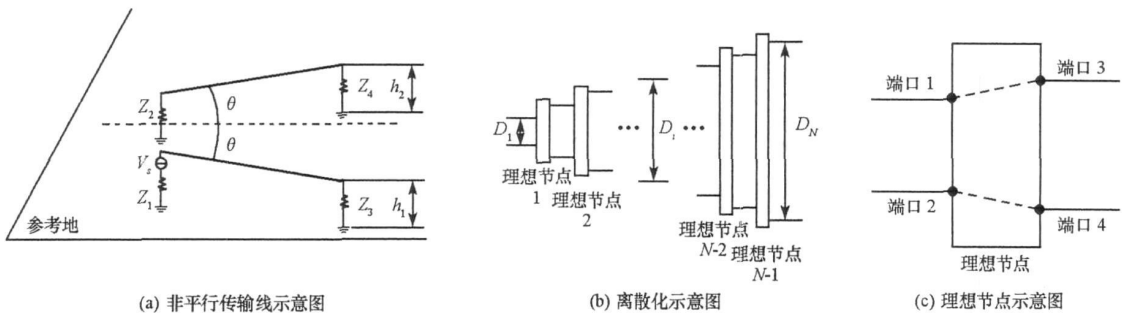 Z₂
θ
Z₄
h₂
θ
Vₛ
Z₁
Z₃
h₁
参考地
(a) 非平行传输线示意图
D₁
理想节点
1
理想节点
2
•••
Dᵢ
•••
D_N
理想节点
N-2
理想节点
N-1
(b) 离散化示意图
端口 1
端口 3
端口 2
端口 4
理想节点
(c) 理想节点示意图